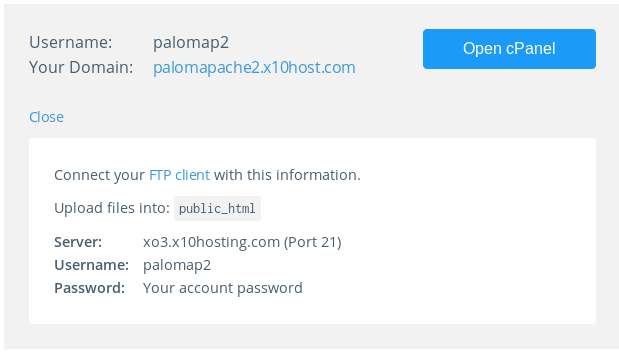 Username: palomap2
Open cPanel
Your Domain: palomapache2.x10host.com
Close
Connect your FTP client with this information.
Upload files into: public_html
Server: xo3.x10hosting.com (Port 21)
Username: palomap2
Password: Your account password